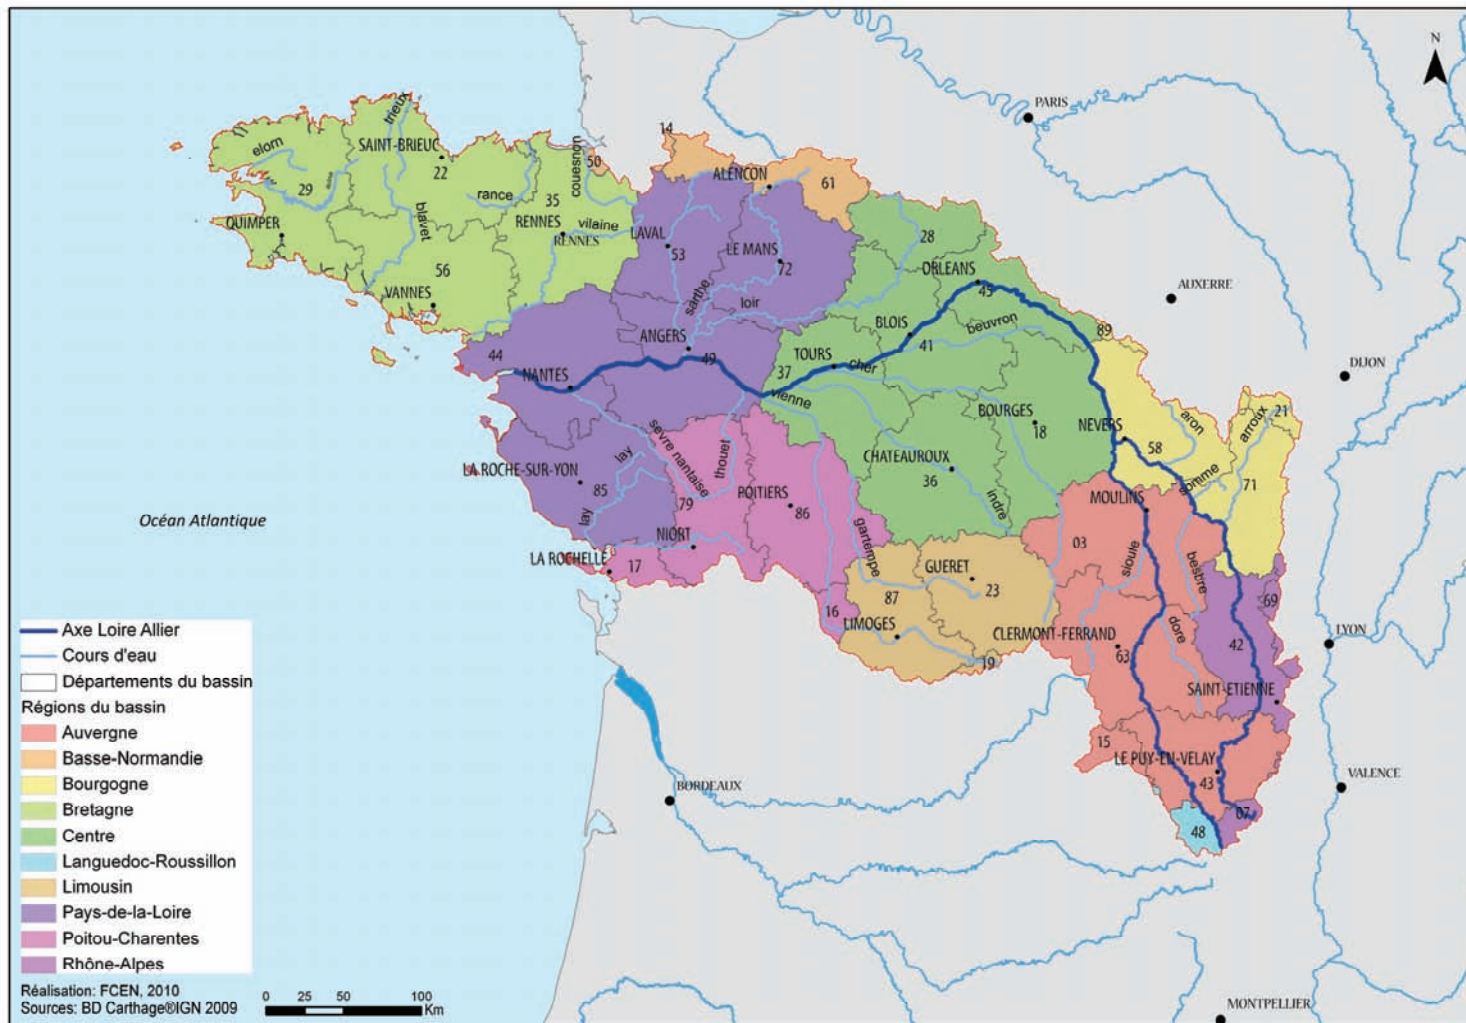 N
PARIS
14
trieux
elorn
SAINT-BRIEUC
22
couesnon
50
ALENCON
61
29
rance
35
QUIMPER
blavet
RENNES
RENNES
vilaine
LAVAL
53
LE MANS
72
28
ORLEANS
45
AUXERRE
56
VANNES
sarthe
loir
BLOIS
beuvron
41
89
44
ANGERS
49
TOURS
37
cher
DIJON
NANTES
vienne
BOURGES
18
NEVERS
58
aron
arroux
21
sevre nantaise
thouet
lay
LA ROCHE-SUR-YON
85
CHATEAUROUX
36
indre
somme
71
79
POITIERS
86
MOULINS
Océan Atlantique
lay
NIORT
gartempe
03
sioule
besbre
LA ROCHELLE
17
GUERET
23
87
16
LIMOGES
19
CLERMONT-FERRAND
63
dore
69
42
LYON
SAINT-ETIENNE
15
LE PUY-EN-VELAY
43
VALENCE
BORDEAUX
07
48
MONTPELLIER
Axe Loire Allier
Cours d'eau
Départements du bassin
Régions du bassin
Auvergne
Basse-Normandie
Bourgogne
Bretagne
Centre
Languedoc-Roussillon
Limousin
Pays-de-la-Loire
Poitou-Charentes
Rhône-Alpes
Réalisation: FCEN, 2010
Sources: BD Carthage®IGN 2009
0 25 50 100
Km